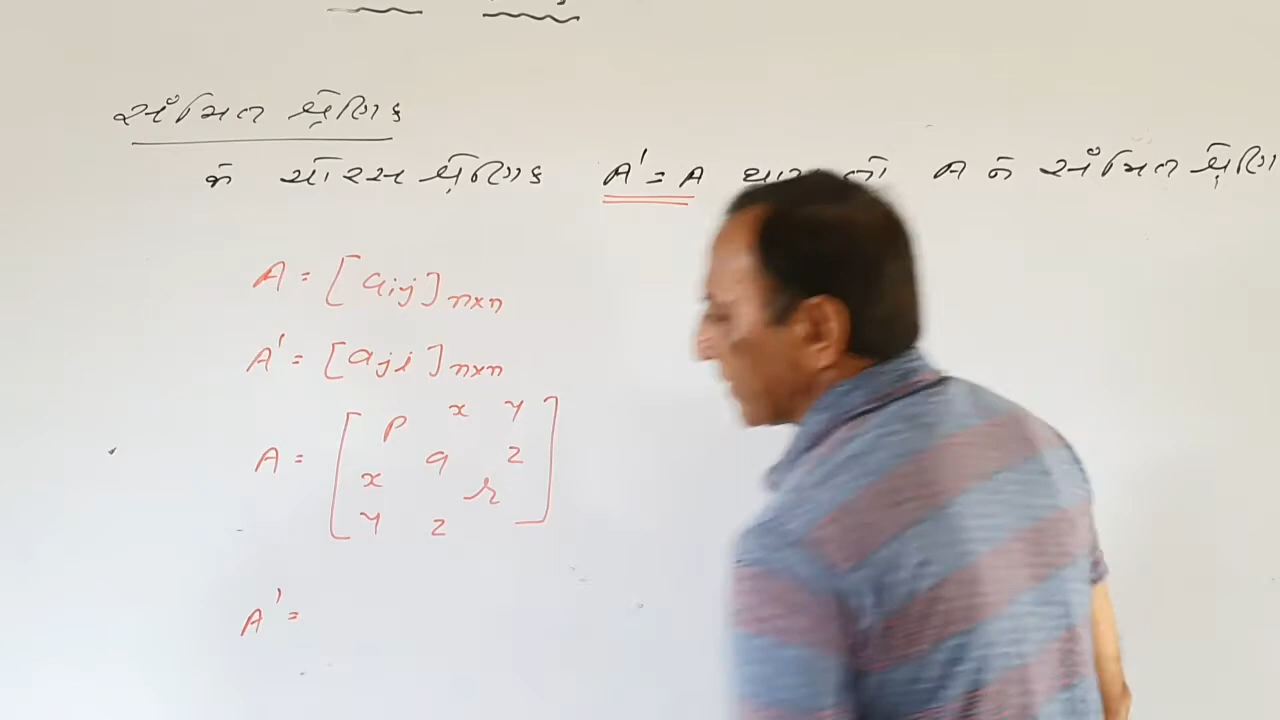 સંમિત શ્રેણિક
જો ચોરસ શ્રેણિક A' = A થાય તો A ને સંમિત શ્રેણિ
A = [aij]n×n
A' = [aji]n×n
A = [ p x y
x q z
y z r ]
A' =